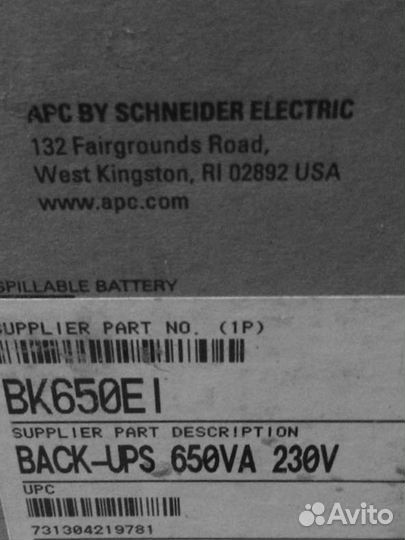 APC BY SCHNEIDER ELECTRIC
132 Fairgrounds Road,
West Kingston, RI 02892 USA
www.apc.com
SPILLABLE BATTERY
SUPPLIER PART NO. (1P)
BK650EI
SUPPLIER PART DESCRIPTION
BACK-UPS 650VA 230V
UPC
731304219781
Avito